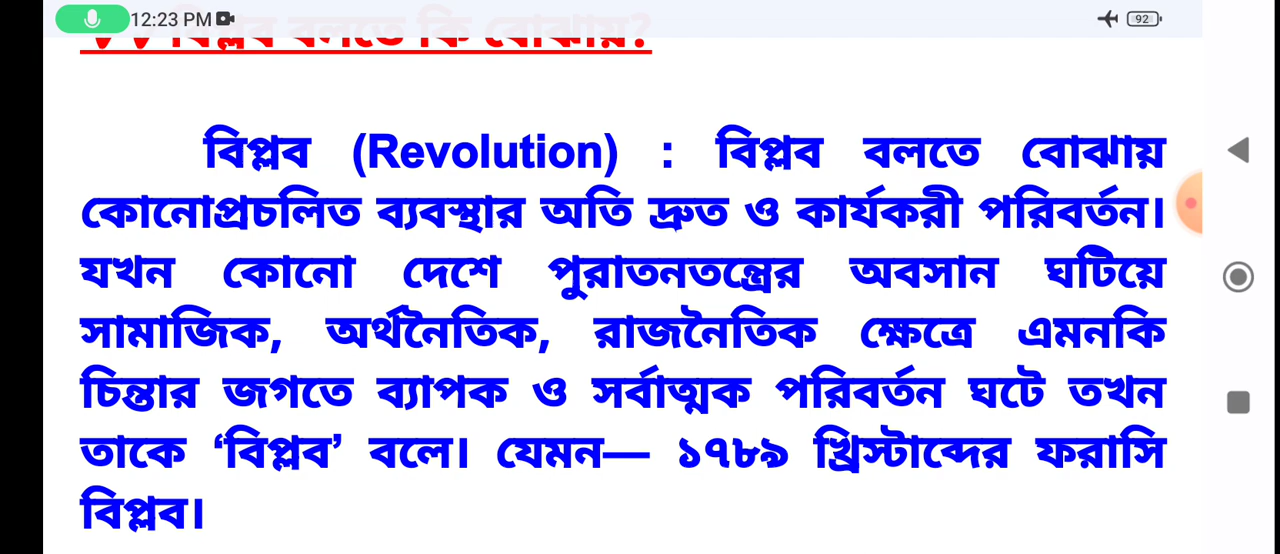 12:23 PM 92
বিপ্লব বলতে কি বোঝায়?
বিপ্লব (Revolution) : বিপ্লব বলতে বোঝায়
কোনোপ্রচলিত ব্যবস্থার অতি দ্রুত ও কার্যকরী পরিবর্তন।
যখন কোনো দেশে পুরাতনতন্ত্রের অবসান ঘটিয়ে
সামাজিক, অর্থনৈতিক, রাজনৈতিক ক্ষেত্রে এমনকি
চিন্তার জগতে ব্যাপক ও সর্বাত্মক পরিবর্তন ঘটে তখন
তাকে ‘বিপ্লব’ বলে। যেমন— ১৭৮৯ খ্রিস্টাব্দের ফরাসি
বিপ্লব।